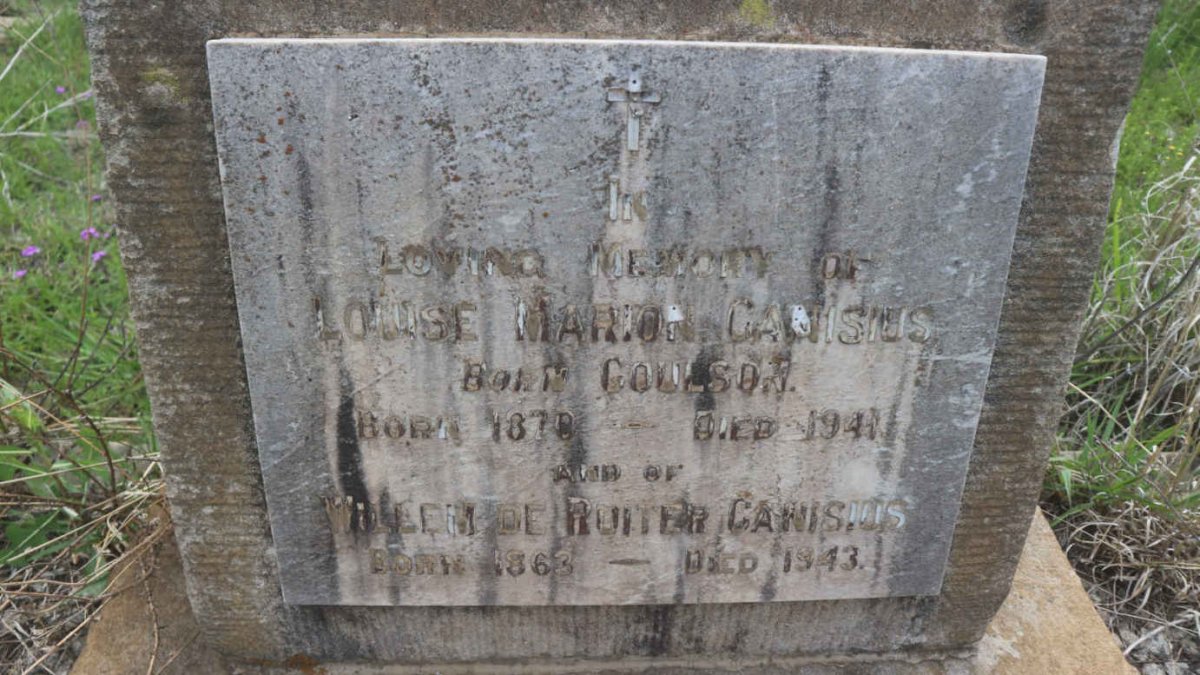 IN
LOVING MEMORY OF
LOUISE MARION CANISIUS
BORN COULSON.
BORN 1870 — DIED 1941
AND OF
WILLEM DE RUITER CANISIUS
BORN 1863 — DIED 1943.